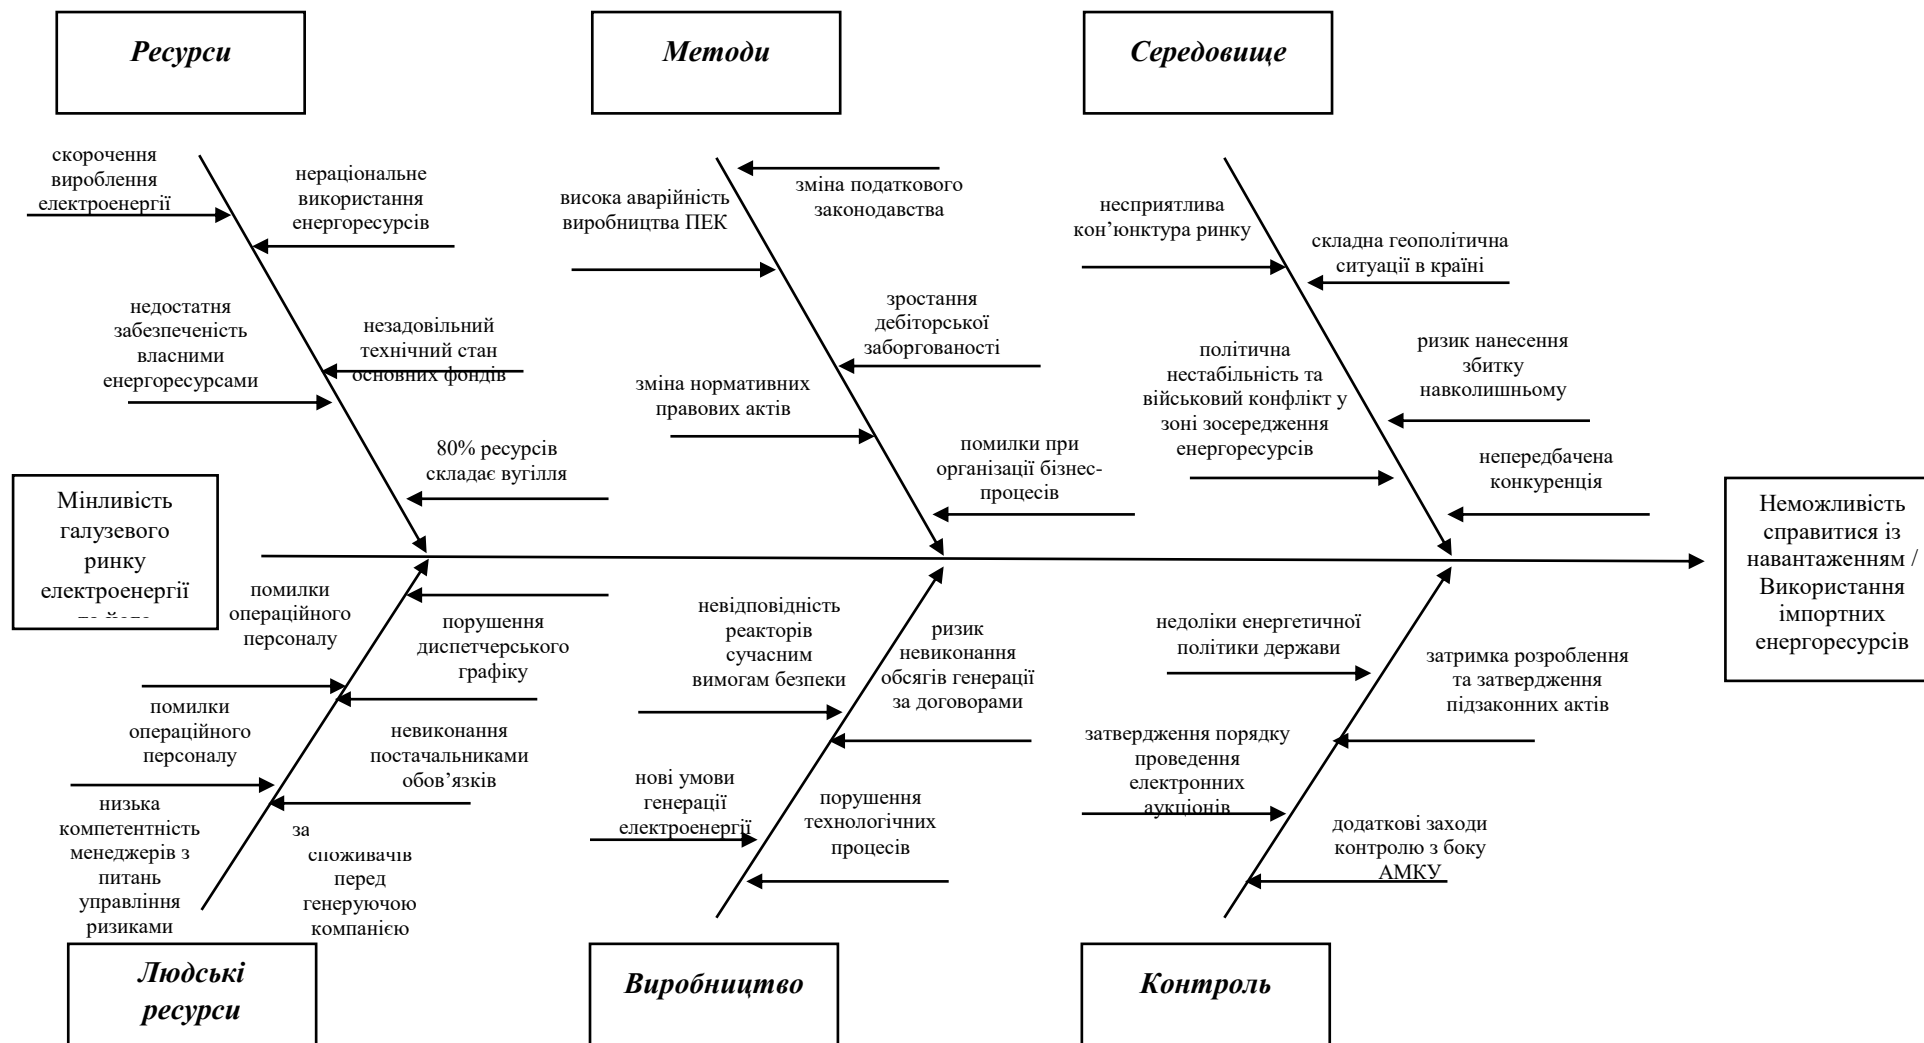 Ресурси
Методи
Середовище
скорочення
вироблення
електроенергії
нераціональне
використання
енергоресурсів
недостатня
забезпеченість
власними
енергоресурсами
незадовільний
технічний стан
основних фондів
80% ресурсів
складає вугілля
зміна податкового
законодавства
висока аварійність
виробництва ПЕК
зростання
дебіторської
заборгованості
зміна нормативних
правових актів
помилки при
організації бізнес-
процесів
несприятлива
кон’юнктура ринку
складна геополітична
ситуації в країні
політична
нестабільність та
військовий конфлікт у
зоні зосередження
енергоресурсів
ризик нанесення
збитку
навколишньому
непередбачена
конкуренція
Мінливість
галузевого
ринку
електроенергії
Неможливість
справитися із
навантаженням /
Використання
імпортних
енергоресурсів
помилки
операційного
персоналу
порушення
диспетчерського
графіку
помилки
операційного
персоналу
невиконання
постачальниками
обов’язків
низька
компетентність
менеджерів з
питань
управління
ризиками
за
споживачів
перед
генеруючою
компанією
невідповідність
реакторів
сучасним
вимогам безпеки
ризик
невиконання
обсягів генерації
за договорами
нові умови
генерації
електроенергії
порушення
технологічних
процесів
недоліки енергетичної
політики держави
затримка розроблення
та затвердження
підзаконних актів
затвердження порядку
проведення
електронних
аукціонів
додаткові заходи
контролю з боку
АМКУ
Людські
ресурси
Виробництво
Контроль